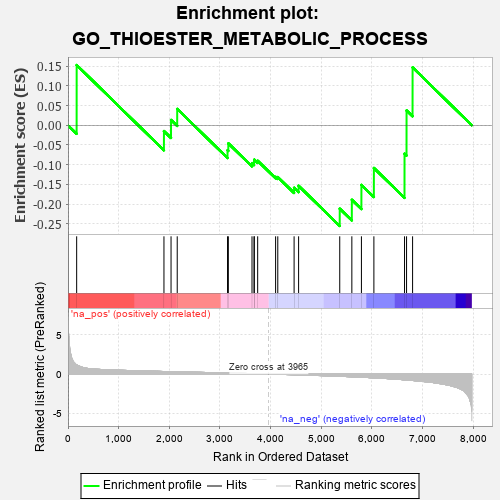 Enrichment plot:
GO_THIOESTER_METABOLIC_PROCESS
Enrichment score (ES)
0.15
0.10
0.05
0.00
-0.05
-0.10
-0.15
-0.20
-0.25
'na_pos' (positively correlated)
Ranked list metric (PreRanked)
5
0
-5
Zero cross at 3965
'na_neg' (negatively correlated)
0 1,000 2,000 3,000 4,000 5,000 6,000 7,000 8,000
Rank in Ordered Dataset
Enrichment profile Hits Ranking metric scores